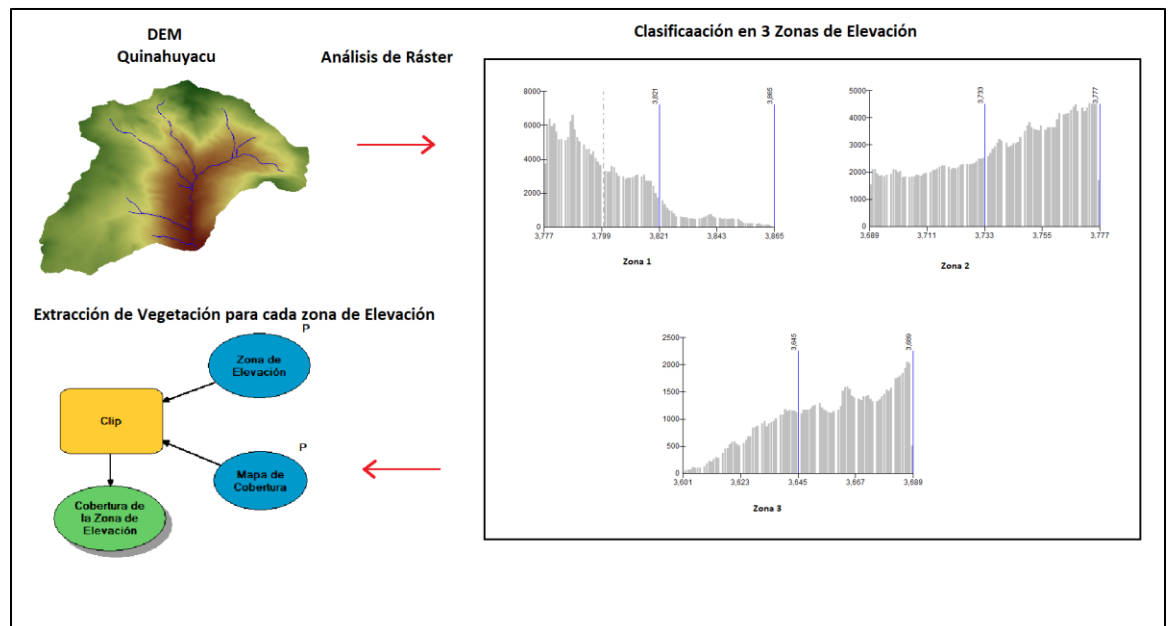 DEM
Quinahuyacu
Análisis de Ráster
Clasificaación en 3 Zonas de Elevación
3,821
3,865
8000
6000
4000
2000
0
3,777
3,799
3,821
3,843
3,865
Zona 1
3,733
3,777
5000
4000
3000
2000
1000
0
3,689
3,711
3,733
3,755
3,777
Zona 2
Extracción de Vegetación para cada zona de Elevación
P
Zona de
Elevación
Clip
P
Mapa de
Cobertura
Cobertura de
la Zona de
Elevación
3,645
3,689
2500
2000
1500
1000
500
0
3,601
3,623
3,645
3,667
3,689
Zona 3